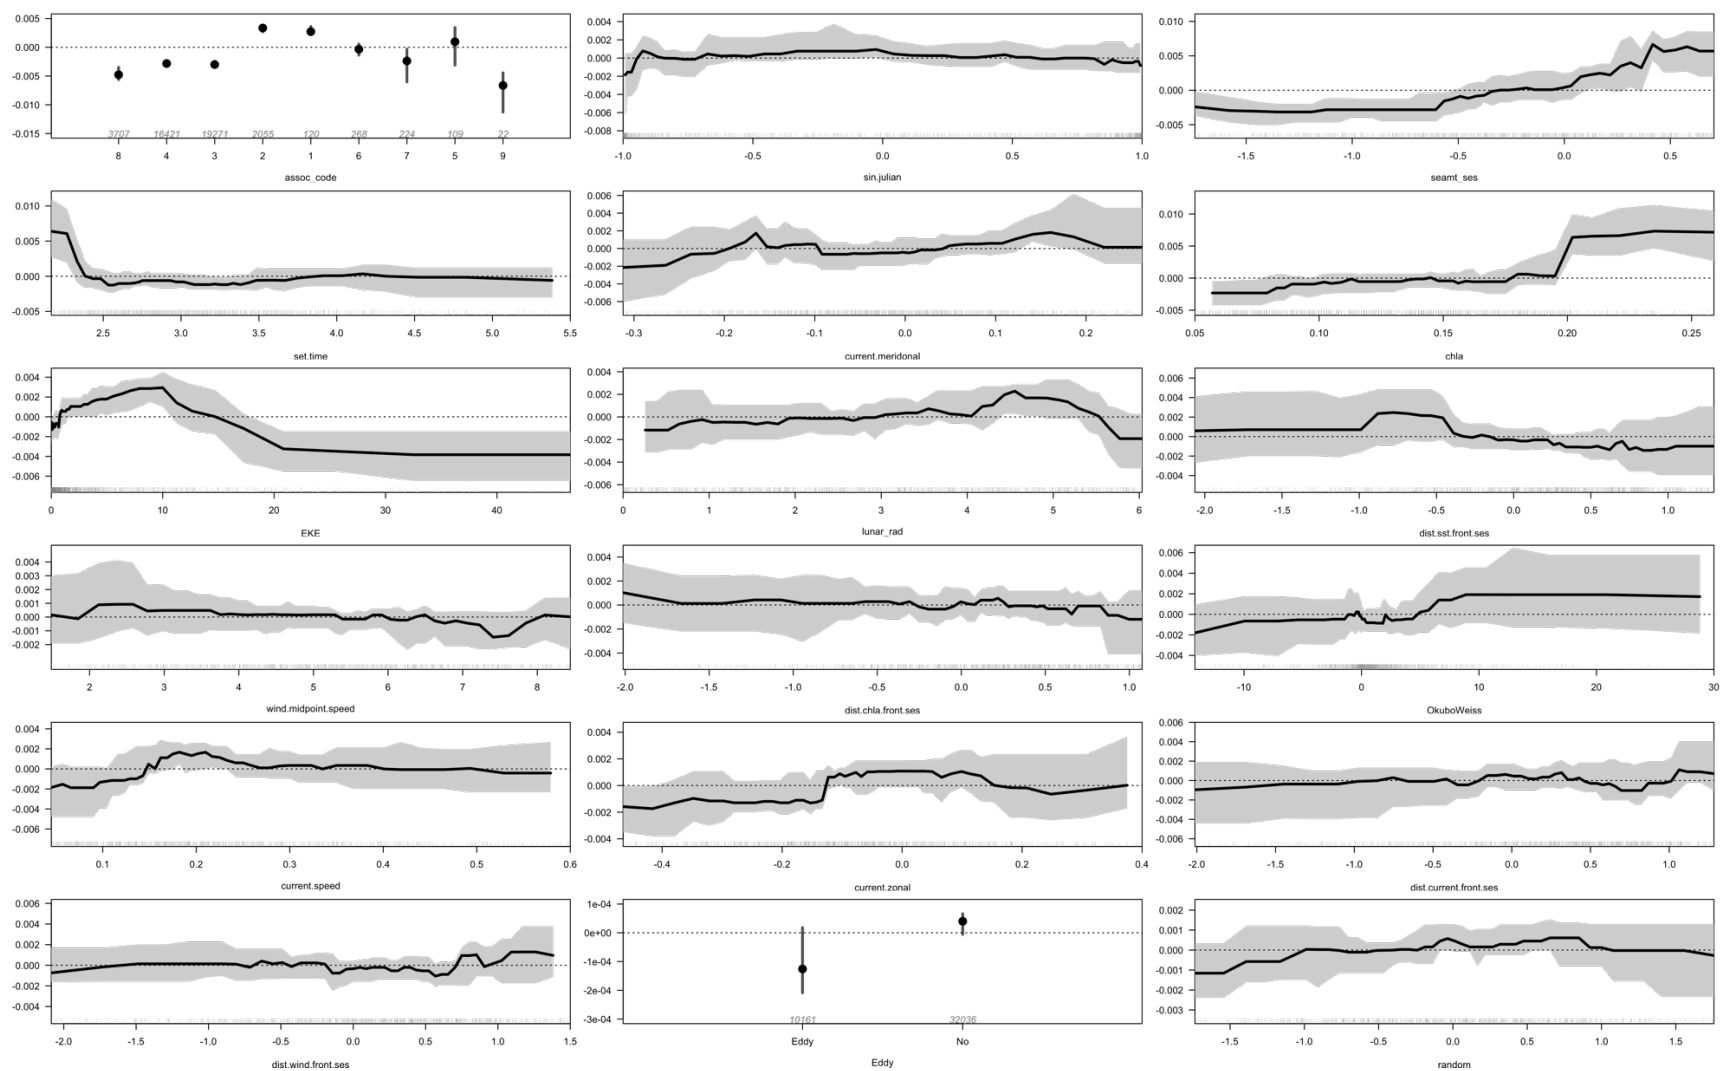 0.005
0.000
-0.005
-0.010
-0.015
3707 16421 19271 2055 120 268 224 109 22
8 4 3 2 1 6 7 5 9
assoc_code
0.004
0.002
0.000
-0.002
-0.004
-0.006
-0.008
-1.0 -0.5 0.0 0.5 1.0
sin.julian
0.010
0.005
0.000
-0.005
-1.5 -1.0 -0.5 0.0 0.5
seamt_ses
0.010
0.005
0.000
-0.005
2.5 3.0 3.5 4.0 4.5 5.0 5.5
set.time
0.006
0.004
0.002
0.000
-0.002
-0.004
-0.006
-0.3 -0.2 -0.1 0.0 0.1 0.2
current.meridonal
0.010
0.005
0.000
-0.005
0.05 0.10 0.15 0.20 0.25
chla
0.004
0.002
0.000
-0.002
-0.004
-0.006
0 10 20 30 40
EKE
0.004
0.002
0.000
-0.002
-0.004
-0.006
0 1 2 3 4 5 6
lunar_rad
0.006
0.004
0.002
0.000
-0.002
-0.004
-2.0 -1.5 -1.0 -0.5 0.0 0.5 1.0
dist.sst.front.ses
0.004
0.003
0.002
0.001
0.000
-0.001
-0.002
2 3 4 5 6 7 8
wind.midpoint.speed
0.004
0.002
0.000
-0.002
-0.004
-2.0 -1.5 -1.0 -0.5 0.0 0.5 1.0
dist.chla.front.ses
0.006
0.004
0.002
0.000
-0.002
-0.004
-10 0 10 20 30
OkuboWeiss
0.004
0.002
0.000
-0.002
-0.004
-0.006
0.1 0.2 0.3 0.4 0.5 0.6
current.speed
0.004
0.002
0.000
-0.002
-0.004
-0.4 -0.2 0.0 0.2 0.4
current.zonal
0.006
0.004
0.002
0.000
-0.002
-0.004
-0.006
-2.0 -1.5 -1.0 -0.5 0.0 0.5 1.0
dist.current.front.ses
0.006
0.004
0.002
0.000
-0.002
-0.004
-2.0 -1.5 -1.0 -0.5 0.0 0.5 1.0 1.5
dist.wind.front.ses
1e-04
0e+00
-1e-04
-2e-04
-3e-04
10161 32036
Eddy No
Eddy
0.002
0.001
0.000
-0.001
-0.002
-0.003
-1.5 -1.0 -0.5 0.0 0.5 1.0 1.5
random